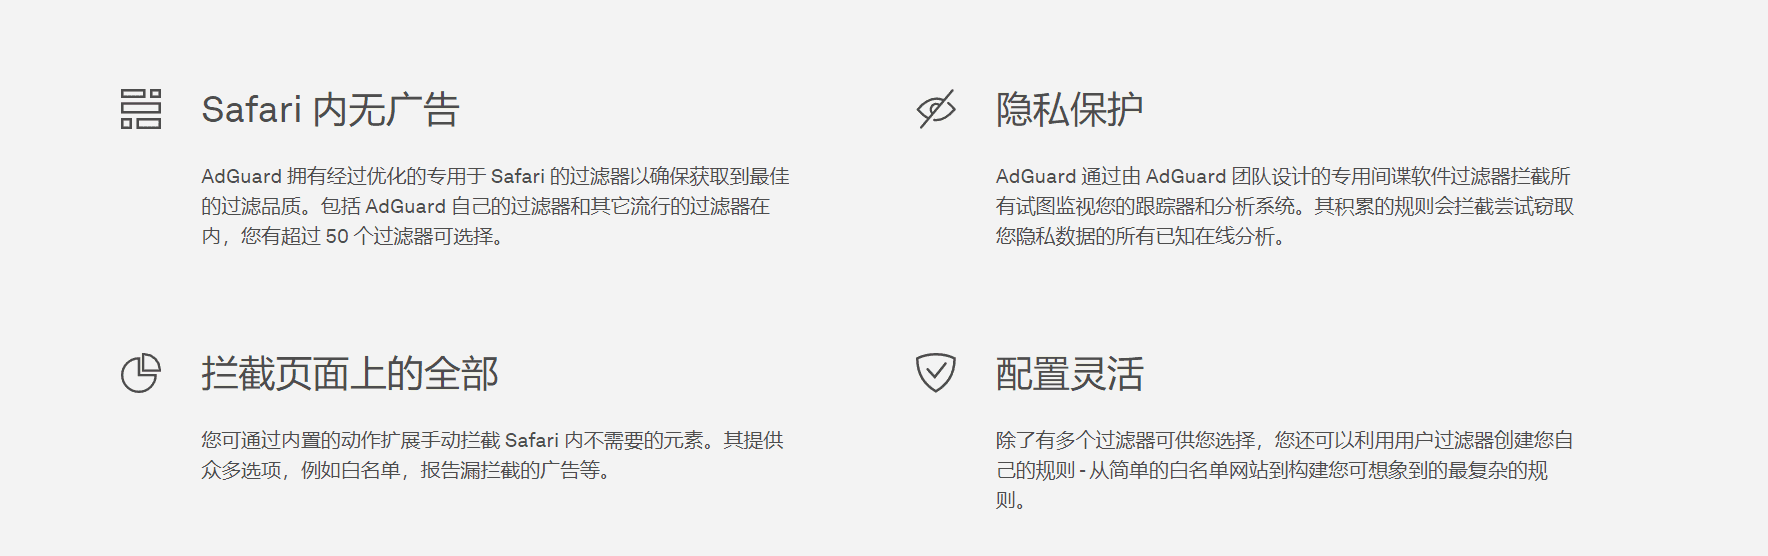 Safari 内无广告
AdGuard 拥有经过优化的专用于 Safari 的过滤器以确保获取到最佳
的过滤品质。包括 AdGuard 自己的过滤器和其它流行的过滤器在
内，您有超过 50 个过滤器可选择。
隐私保护
AdGuard 通过由 AdGuard 团队设计的专用间谍软件过滤器拦截所
有试图监视您的跟踪器和分析系统。其积累的规则会拦截尝试窃取
您隐私数据的所有已知在线分析。
拦截页面上的全部
您可通过内置的动作扩展手动拦截 Safari 内不需要的元素。其提供
众多选项，例如白名单，报告漏拦截的广告等。
配置灵活
除了有多个过滤器可供您选择，您还可以利用用户过滤器创建您自
己的规则 - 从简单的白名单网站到构建您可想象到的最复杂的规
则。